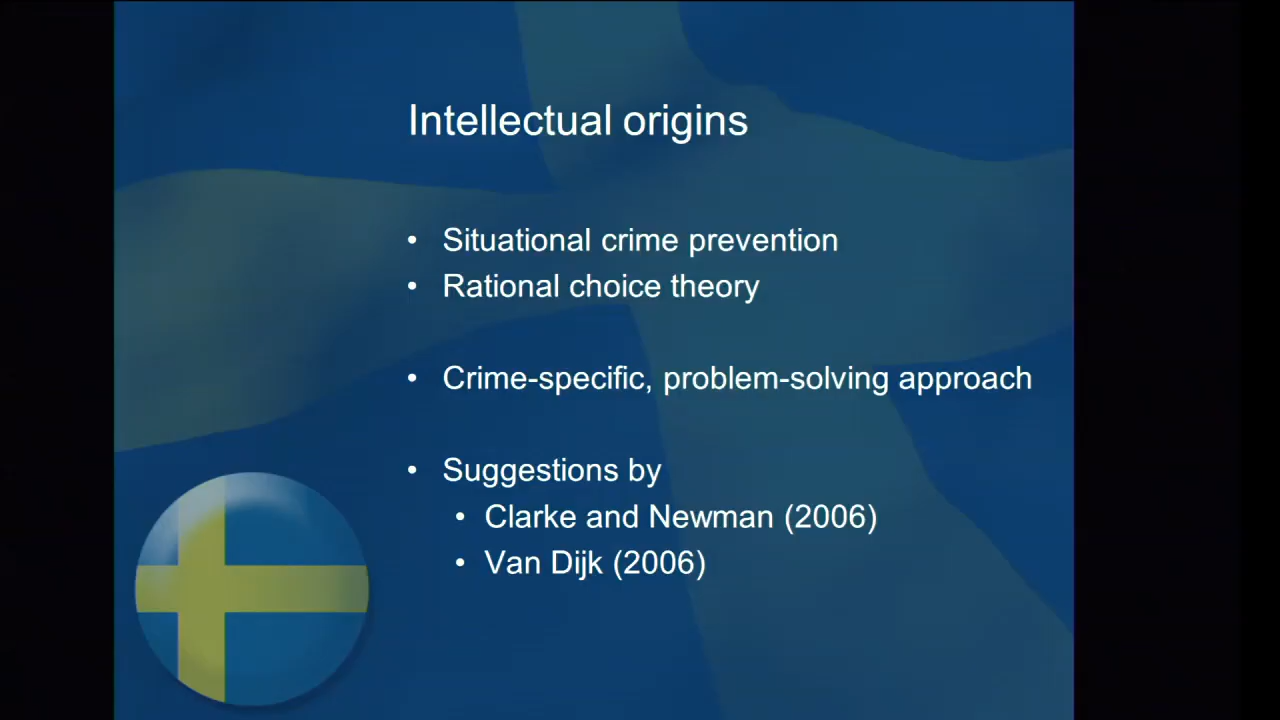 Intellectual origins
• Situational crime prevention
• Rational choice theory
• Crime-specific, problem-solving approach
• Suggestions by
• Clarke and Newman (2006)
• Van Dijk (2006)